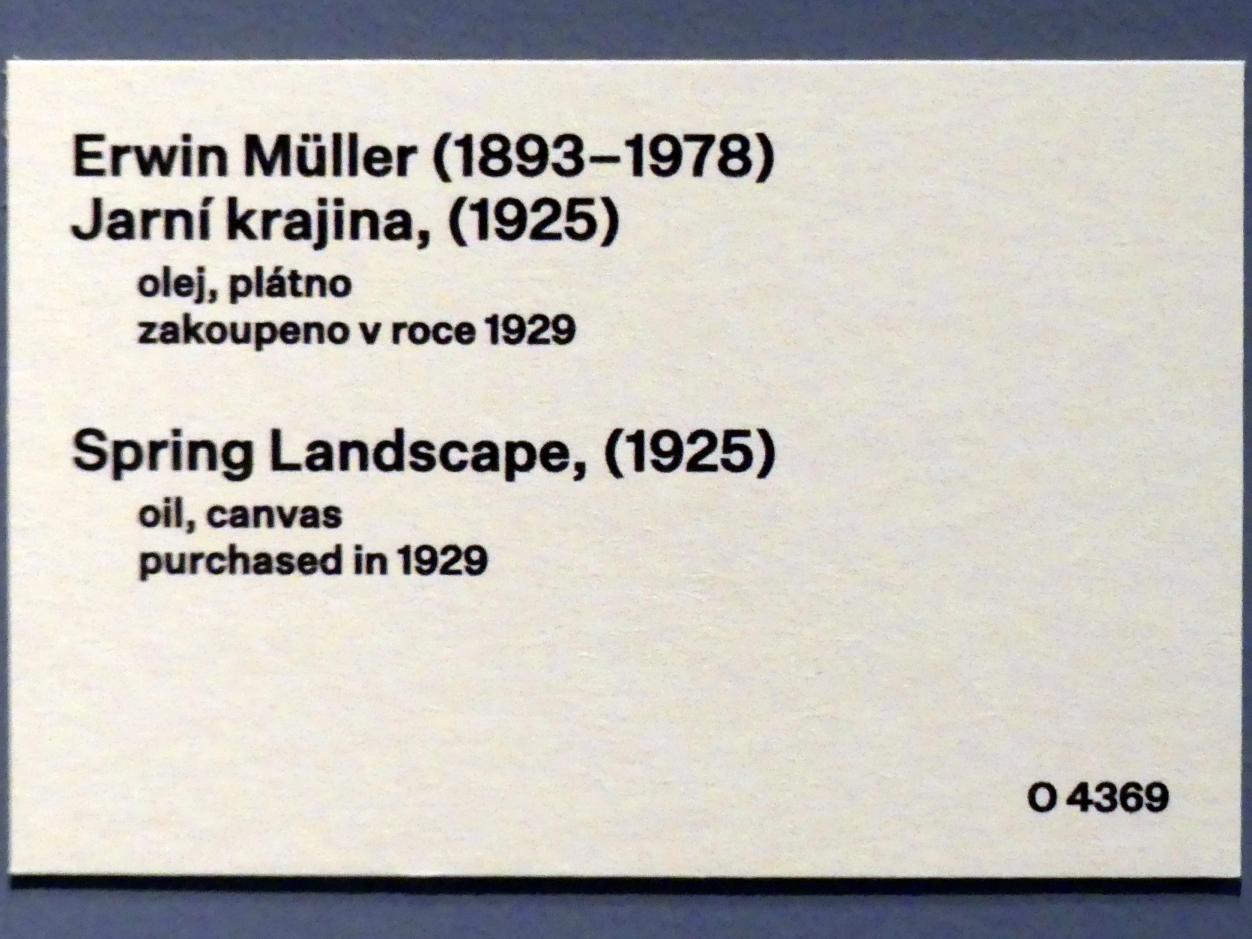 Erwin Müller (1893–1978)
Jarní krajina, (1925)
olej, plátno
zakoupeno v roce 1929
Spring Landscape, (1925)
oil, canvas
purchased in 1929
O 4369